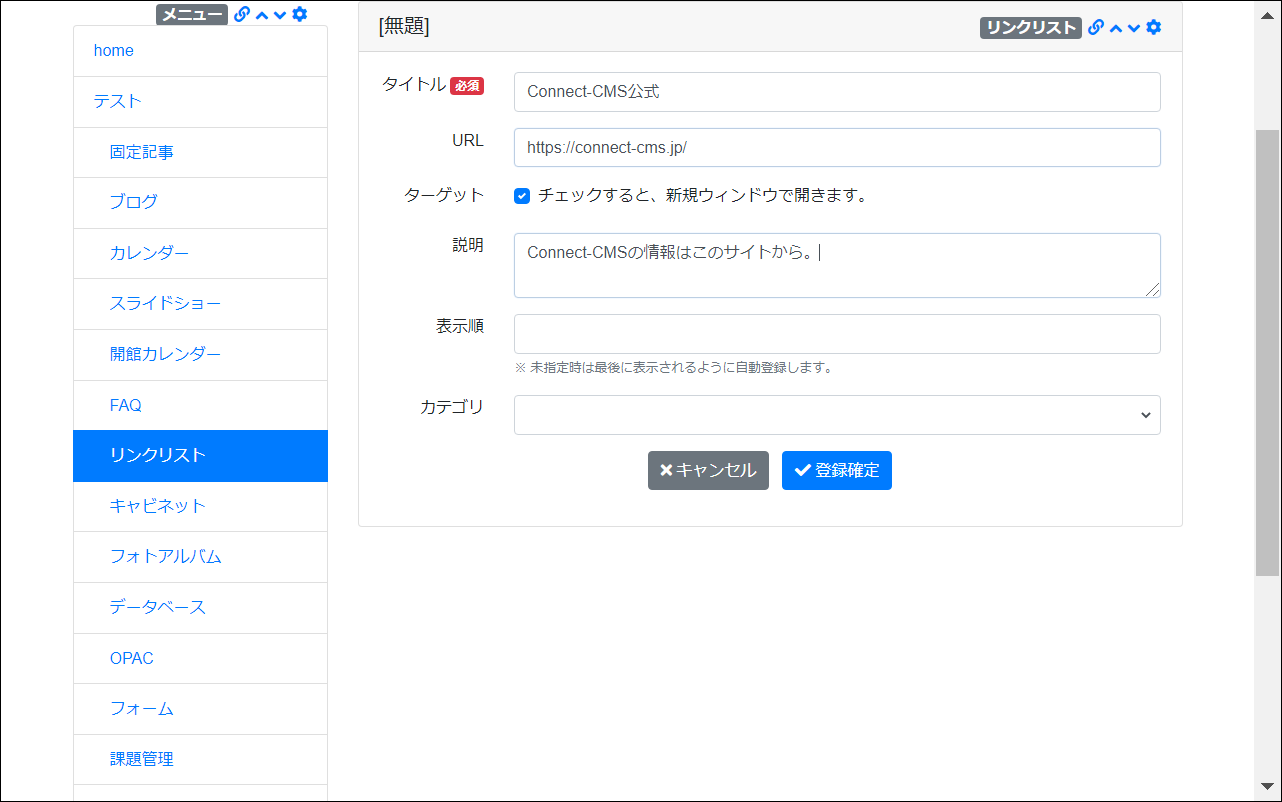 メニュー
home
テスト
固定記事
ブログ
カレンダー
スライドショー
開館カレンダー
FAQ
リンクリスト
キャビネット
フォトアルバム
データベース
OPAC
フォーム
課題管理
[無題]
リンクリスト
タイトル 必須
Connect-CMS公式
URL
https://connect-cms.jp/
ターゲット
チェックすると、新規ウィンドウで開きます。
説明
Connect-CMSの情報はこのサイトから。
表示順
※ 未指定時は最後に表示されるように自動登録します。
カテゴリ
キャンセル
登録確定